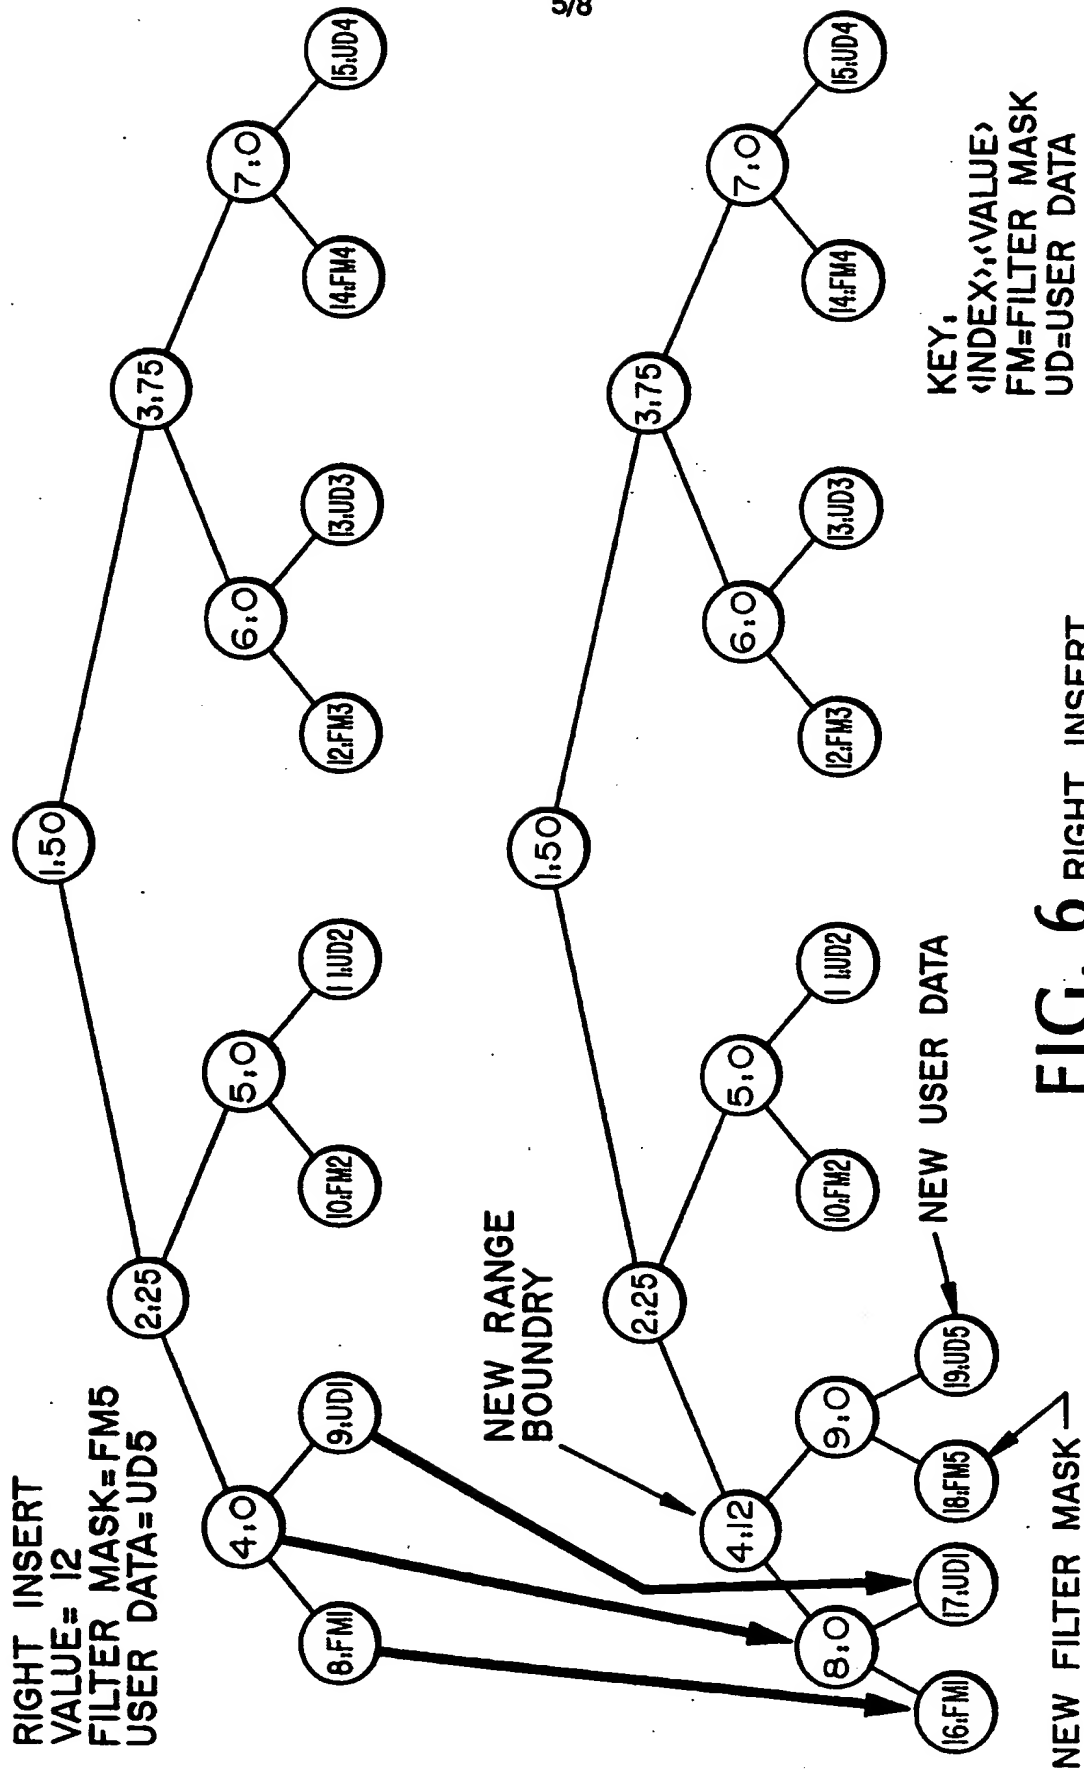 5/8
RIGHT INSERT
VALUE= 12
FILTER MASK=FM5
USER DATA=UD5
1:50
2:25
3:75
4:0
5:0
6:0
7:0
8:FM1
9:UD1
10:FM2
11:UD2
12:FM3
13:UD3
14:FM4
15:UD4
NEW RANGE
BOUNDRY
1:50
2:25
3:75
4:12
5:0
6:0
7:0
8:0
9:0
10:FM2
11:UD2
12:FM3
13:UD3
14:FM4
15:UD4
16:FM1
17:UD1
18:FM5
19:UD5
NEW FILTER MASK
NEW USER DATA
KEY:
<INDEX>:<VALUE>
FM=FILTER MASK
UD=USER DATA
FIG. 6 RIGHT INSERT